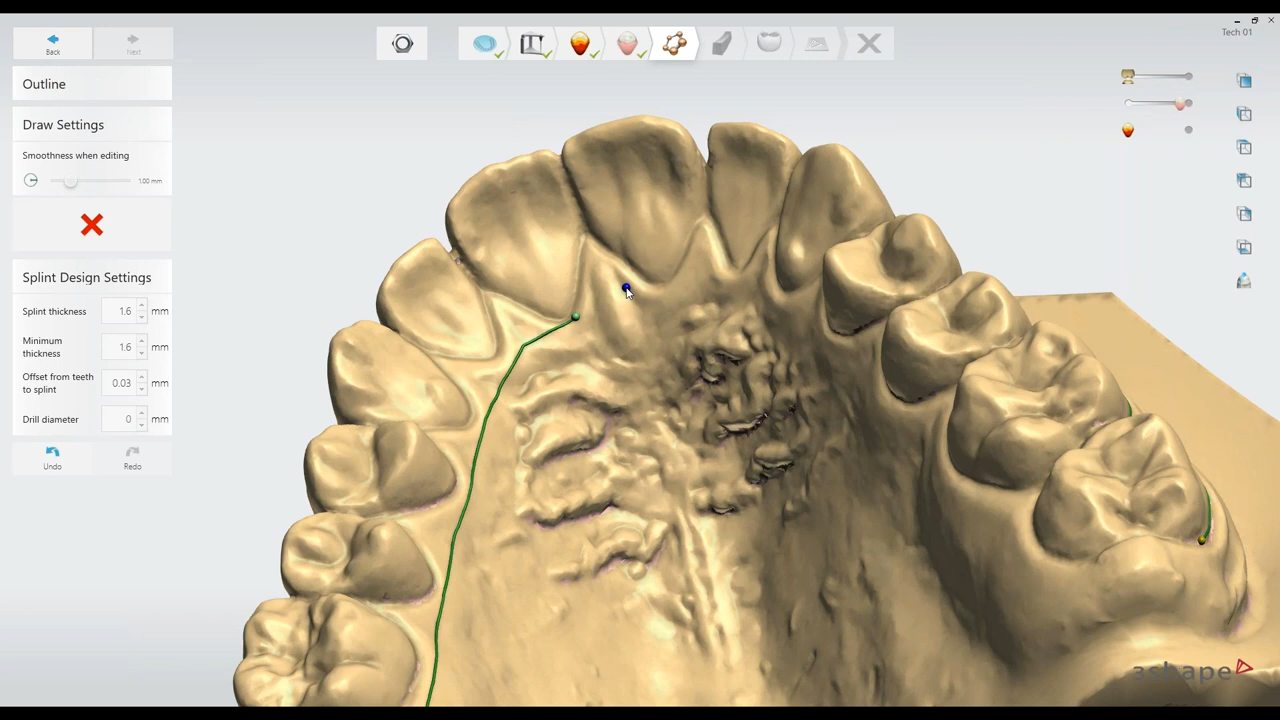 Tech 01
Back
Next
Outline
Draw Settings
Smoothness when editing
1.00 mm
Splint Design Settings
Splint thickness 1.6 mm
Minimum
thickness 1.6 mm
Offset from teeth
to splint 0.03 mm
Drill diameter 0 mm
Undo
Redo
3shape